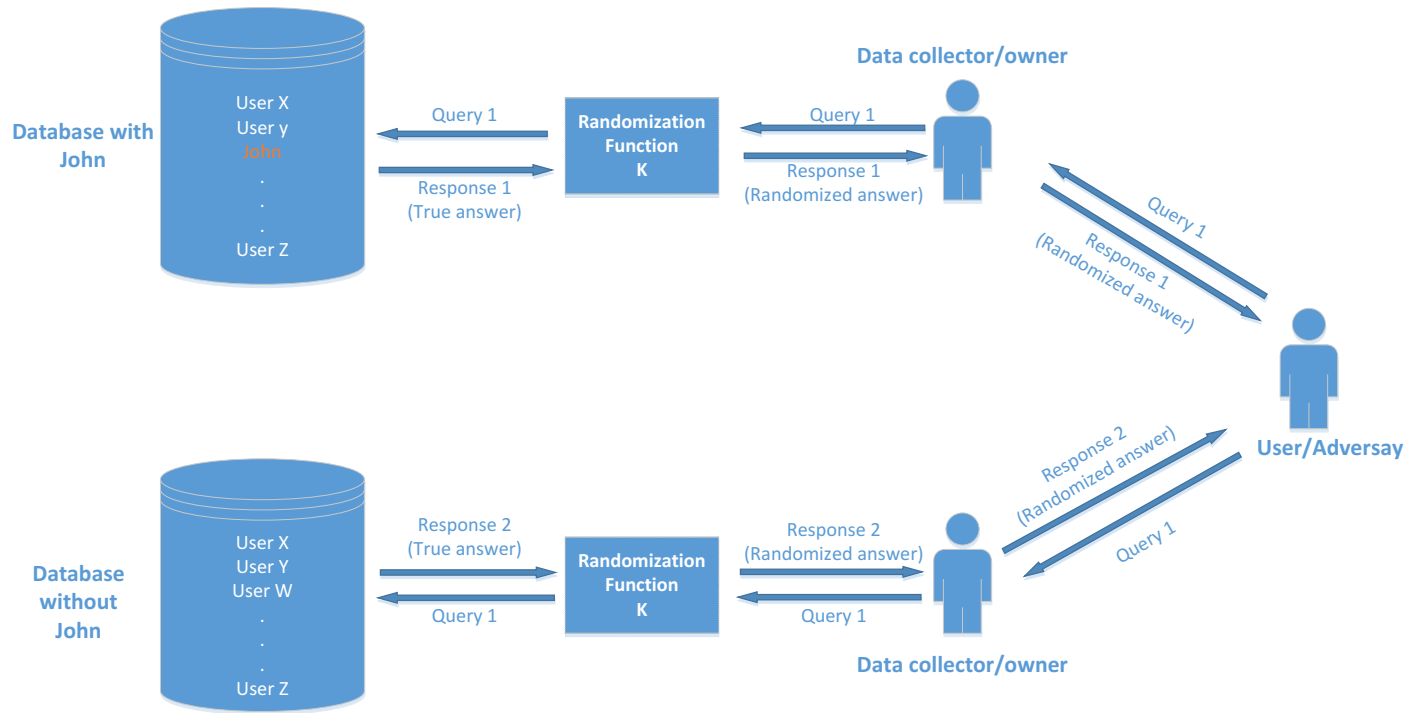 Database with
John
User X
User y
John
.
.
.
User Z
Query 1
Response 1
(True answer)
Randomization
Function
K
Query 1
Response 1
(Randomized answer)
Data collector/owner
Query 1
Response 1
(Randomized answer)
User/Adversay
Database
without
John
User X
User Y
User W
.
.
.
User Z
Response 2
(True answer)
Query 1
Randomization
Function
K
Response 2
(Randomized answer)
Query 1
Data collector/owner
Response 2
(Randomized answer)
Query 1